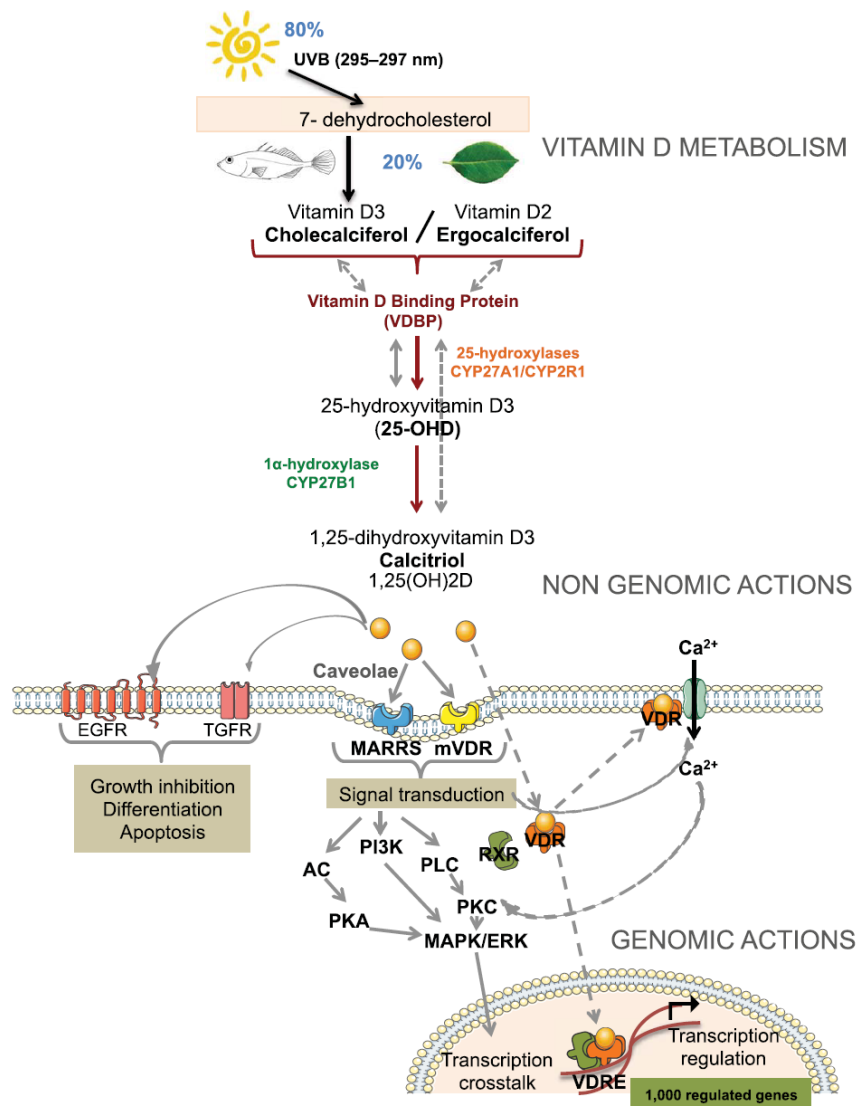 80%
UVB (295–297 nm)
7- dehydrocholesterol
VITAMIN D METABOLISM
20%
Vitamin D3
Cholecalciferol
/
Vitamin D2
Ergocalciferol
Vitamin D Binding Protein
(VDBP)
25-hydroxylases
CYP27A1/CYP2R1
25-hydroxyvitamin D3
(25-OHD)
1α-hydroxylase
CYP27B1
1,25-dihydroxyvitamin D3
Calcitriol
1,25(OH)2D
NON GENOMIC ACTIONS
Ca2+
Caveolae
EGFR
TGFR
MARRS
mVDR
VDR
Ca2+
Growth inhibition
Differentiation
Apoptosis
Signal transduction
RXR
VDR
AC
PI3K
PLC
PKA
PKC
MAPK/ERK
GENOMIC ACTIONS
Transcription
crosstalk
VDRE
Transcription
regulation
1,000 regulated genes